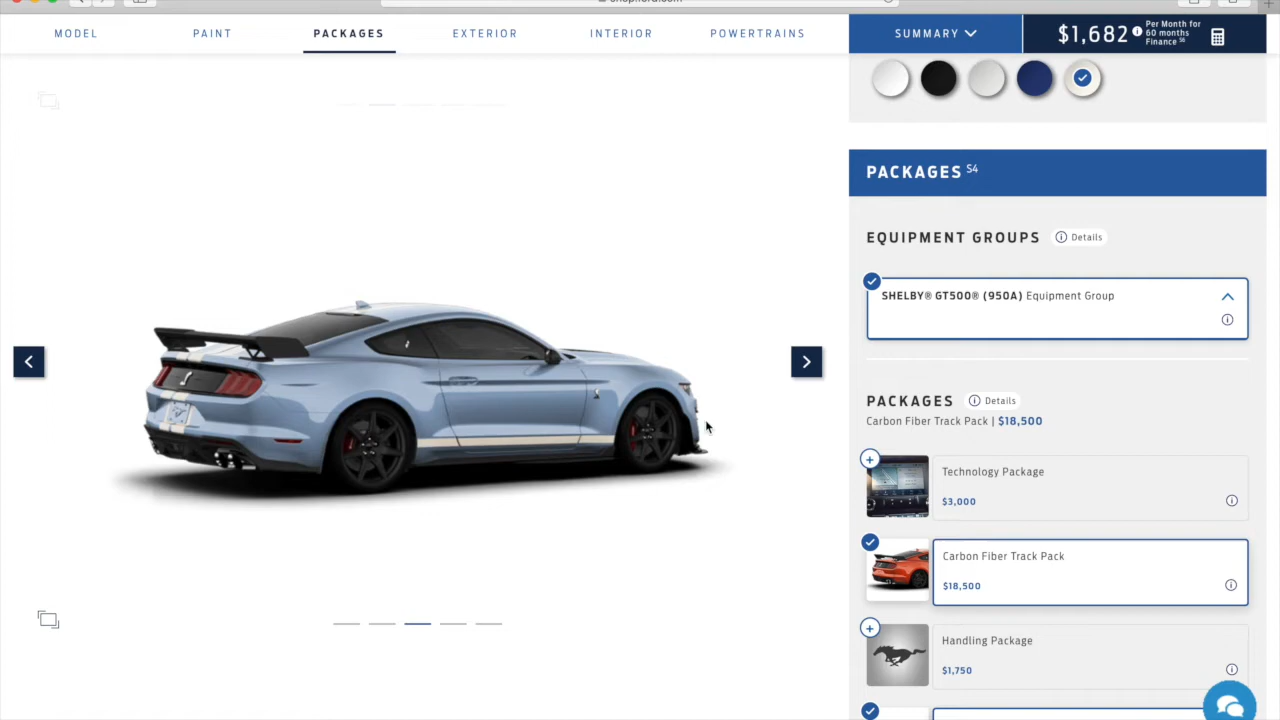 MODEL
PAINT
PACKAGES
EXTERIOR
INTERIOR
POWERTRAINS
SUMMARY
$1,682
Per Month for
60 months
Finance S6
PACKAGES S4
EQUIPMENT GROUPS
Details
SHELBY® GT500® (950A) Equipment Group
PACKAGES
Details
Carbon Fiber Track Pack | $18,500
Technology Package
$3,000
Carbon Fiber Track Pack
$18,500
Handling Package
$1,750